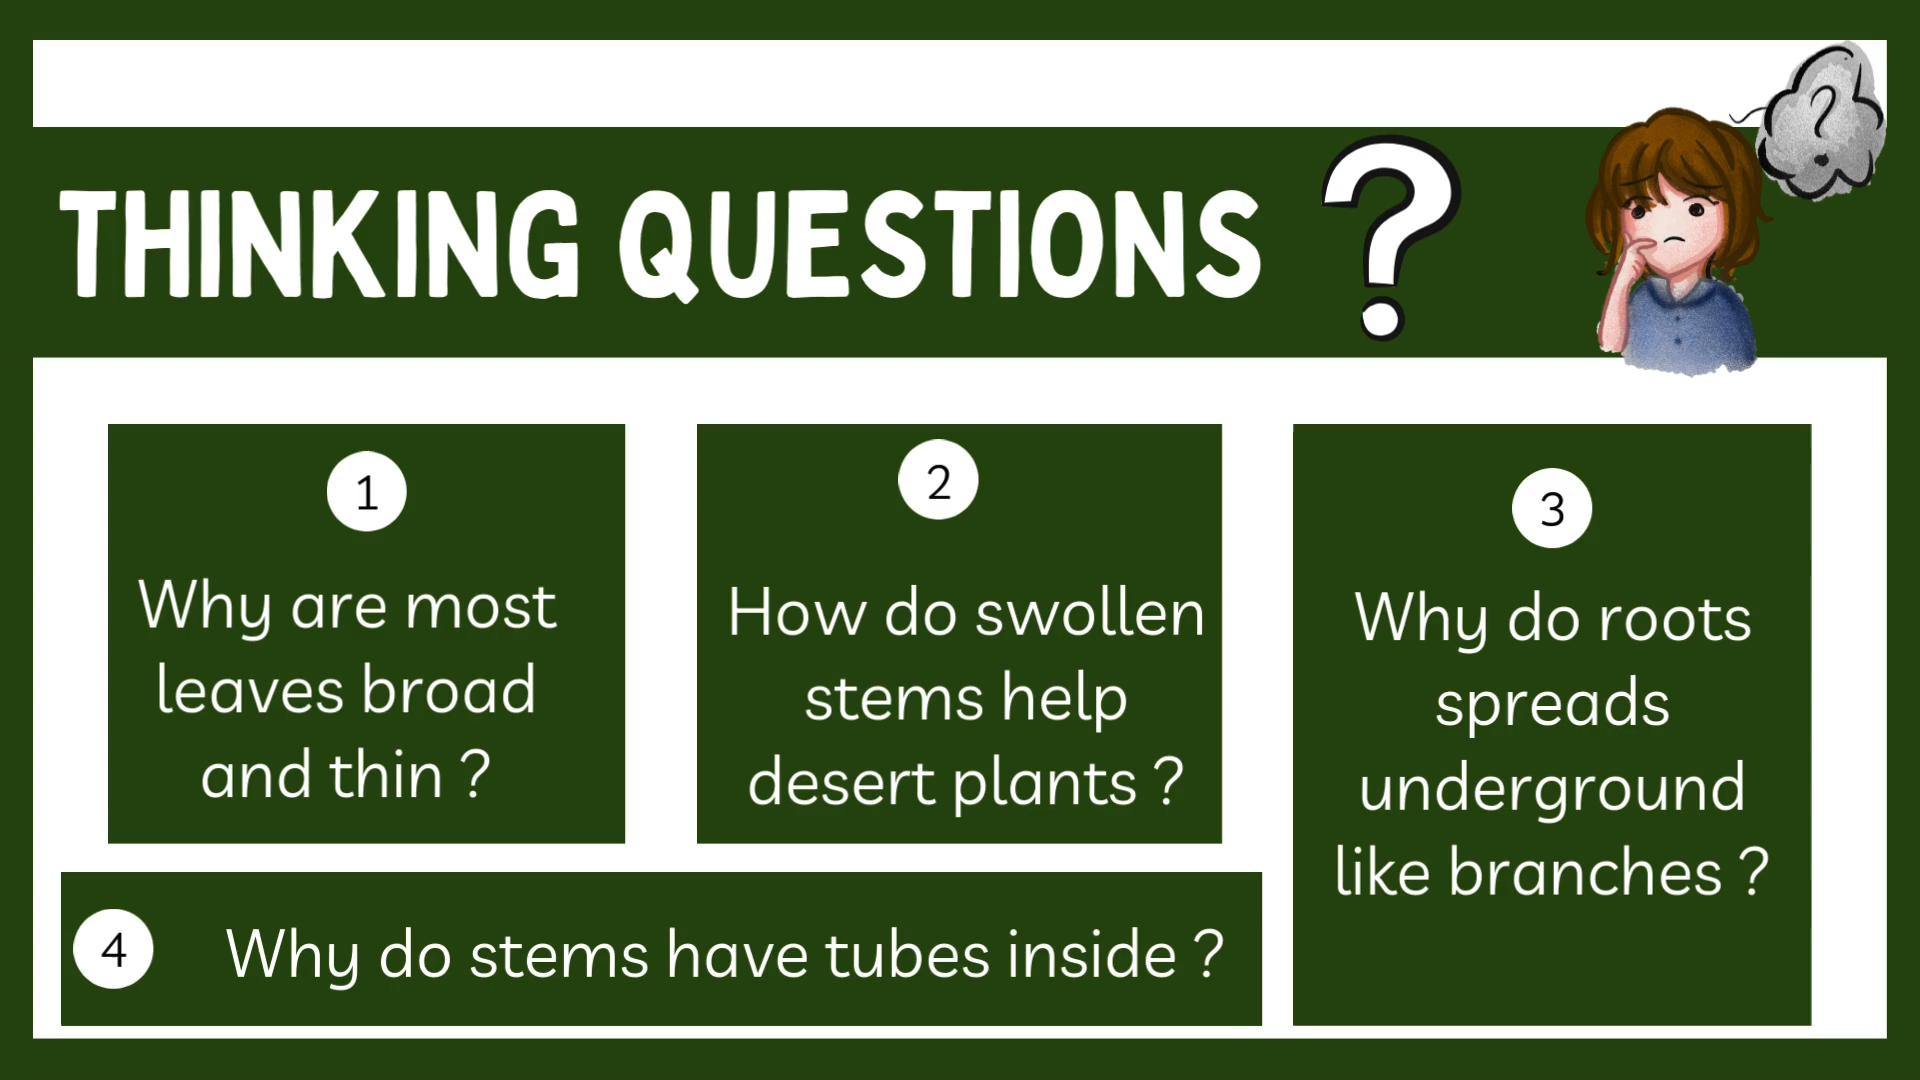 THINKING QUESTIONS ?
?
1
Why are most
leaves broad
and thin ?
2
How do swollen
stems help
desert plants ?
3
Why do roots
spreads
underground
like branches ?
4
Why do stems have tubes inside ?